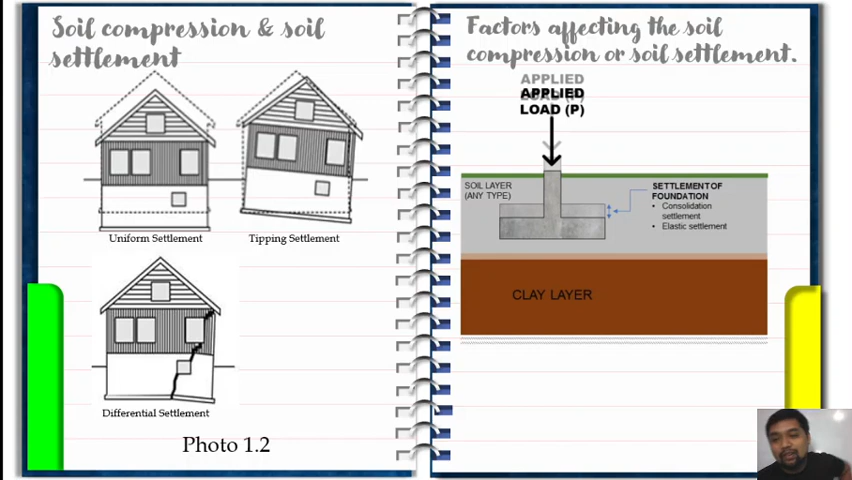 Soil compression & soil
settlement
Uniform Settlement
Tipping Settlement
Differential Settlement
Photo 1.2
Factors affecting the soil
compression or soil settlement.
APPLIED
APPLIED
LOAD (P)
SOIL LAYER
(ANY TYPE)
SETTLEMENT OF
FOUNDATION
• Consolidation
settlement
• Elastic settlement
CLAY LAYER